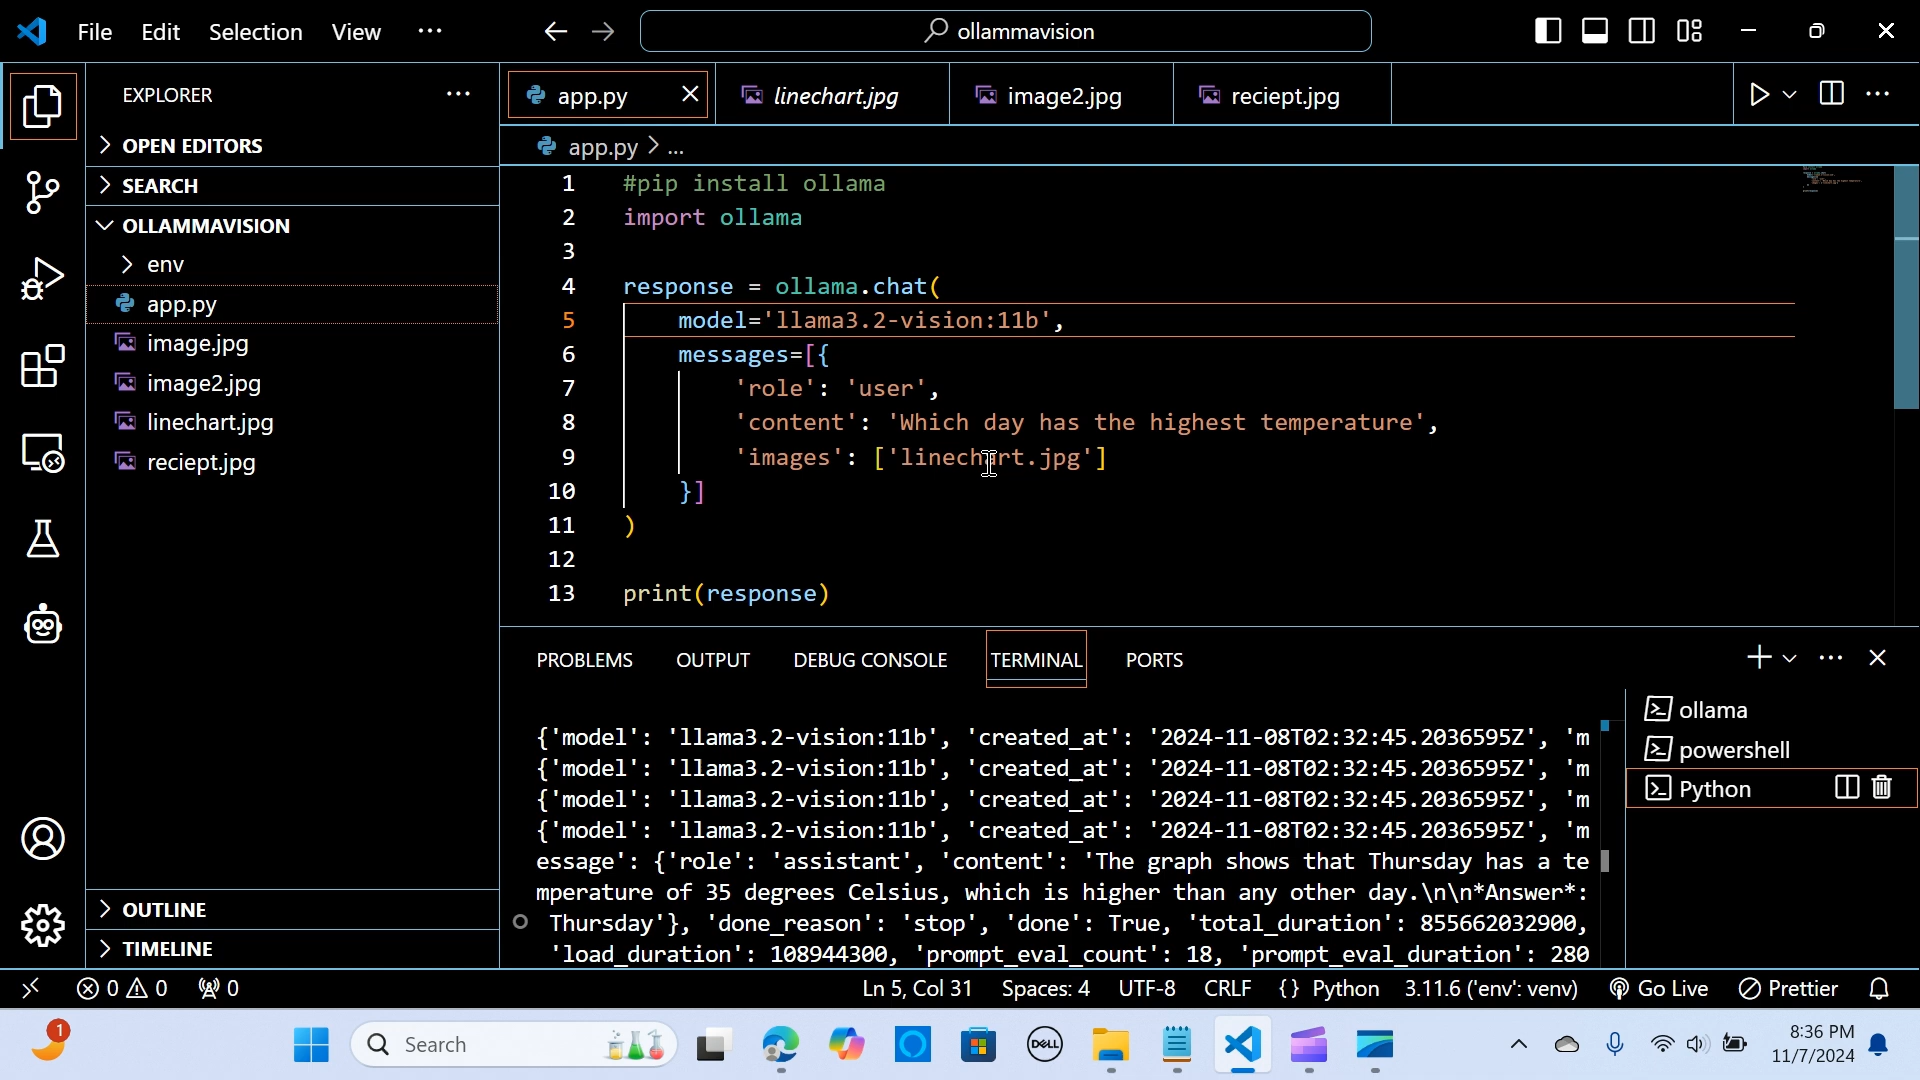 File Edit Selection View ··· ollammavision
EXPLORER ···
OPEN EDITORS
SEARCH
OLLAMMAVISION
env
app.py
image.jpg
image2.jpg
linechart.jpg
reciept.jpg
OUTLINE
TIMELINE
app.py linechart.jpg image2.jpg reciept.jpg
app.py > ...
1 #pip install ollama
2 import ollama
3
4 response = ollama.chat(
5 model='llama3.2-vision:11b',
6 messages=[{
7 'role': 'user',
8 'content': 'Which day has the highest temperature',
9 'images': ['linechart.jpg']
10 }]
11 )
12
13 print(response)
PROBLEMS OUTPUT DEBUG CONSOLE TERMINAL PORTS
{'model': 'llama3.2-vision:11b', 'created_at': '2024-11-08T02:32:45.2036595Z', 'm
{'model': 'llama3.2-vision:11b', 'created_at': '2024-11-08T02:32:45.2036595Z', 'm
{'model': 'llama3.2-vision:11b', 'created_at': '2024-11-08T02:32:45.2036595Z', 'm
{'model': 'llama3.2-vision:11b', 'created_at': '2024-11-08T02:32:45.2036595Z', 'm
essage': {'role': 'assistant', 'content': 'The graph shows that Thursday has a te
mperature of 35 degrees Celsius, which is higher than any other day.\n\n*Answer*:
Thursday'}, 'done_reason': 'stop', 'done': True, 'total_duration': 855662032900,
'load_duration': 108944300, 'prompt_eval_count': 18, 'prompt_eval_duration': 280
ollama
powershell
Python
0 0 0 Ln 5, Col 31 Spaces: 4 UTF-8 CRLF {} Python 3.11.6 ('env': venv) Go Live Prettier
1 Search DELL 8:36 PM
11/7/2024